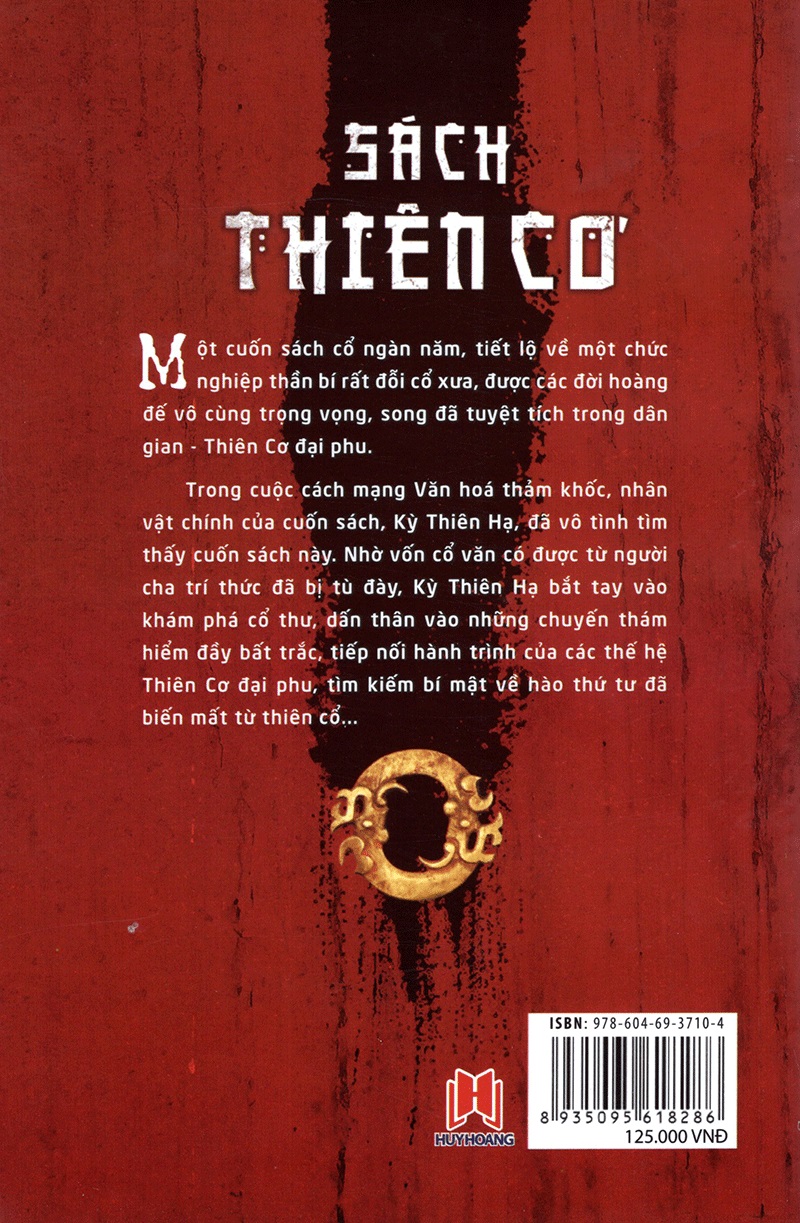 SÁCH
THIÊN CƠ
Một cuốn sách cổ ngàn năm, tiết lộ về một chức
nghiệp thần bí rất đỗi cổ xưa, được các đời hoàng
đế vô cùng trọng vọng, song đã tuyệt tích trong dân
gian - Thiên Cơ đại phu.
Trong cuộc cách mạng Văn hoá thảm khốc, nhân
vật chính của cuốn sách, Kỳ Thiên Hạ, đã vô tình tìm
thấy cuốn sách này. Nhờ vốn cổ văn có được từ người
cha trí thức đã bị tù đày, Kỳ Thiên Hạ bắt tay vào
khám phá cổ thư, dấn thân vào những chuyến thám
hiểm đầy bất trắc, tiếp nối hành trình của các thế hệ
Thiên Cơ đại phu, tìm kiếm bí mật về hào thứ tư đã
biến mất từ thiên cổ...
ISBN: 978-604-69-3710-4
8 935095 618286
125.000 VNĐ
HUYHOANG